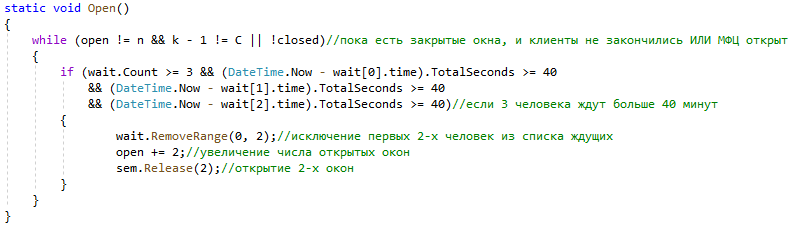 static void Open()
{
    while (open != n && k - 1 != C || !closed)//пока есть закрытые окна, и клиенты не закончились ИЛИ МФЦ открыт
    {
        if (wait.Count >= 3 && (DateTime.Now - wait[0].time).TotalSeconds >= 40
            && (DateTime.Now - wait[1].time).TotalSeconds >= 40
            && (DateTime.Now - wait[2].time).TotalSeconds >= 40)//если 3 человека ждут больше 40 минут
        {
                wait.RemoveRange(0, 2);//исключение первых 2-х человек из списка ждущих
                open += 2;//увеличение числа открытых окон
                sem.Release(2);//открытие 2-х окон
        }
    }
}